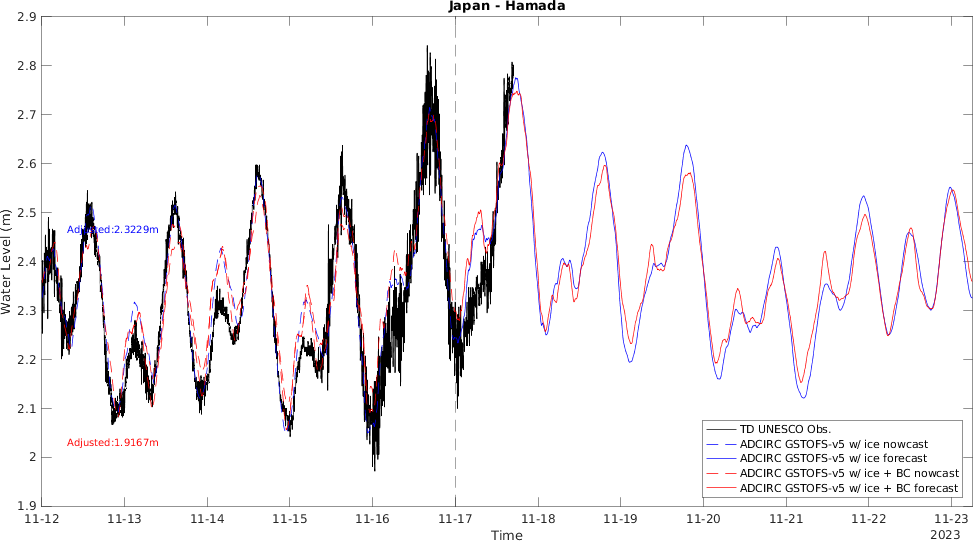 Japan - Hamada
2.9
2.8
2.7
2.6
2.5
2.4
2.3
2.2
2.1
2
1.9
Water Level (m)
Adjusted:2.3229m
Adjusted:1.9167m
TD UNESCO Obs.
ADCIRC GSTOFS-v5 w/ ice nowcast
ADCIRC GSTOFS-v5 w/ ice forecast
ADCIRC GSTOFS-v5 w/ ice + BC nowcast
ADCIRC GSTOFS-v5 w/ ice + BC forecast
11-12 11-13 11-14 11-15 11-16 11-17 11-18 11-19 11-20 11-21 11-22 11-23
Time
2023